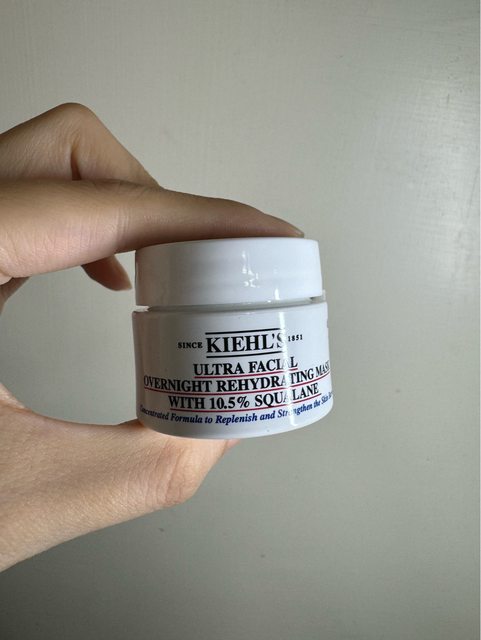 SINCE KIEHL'S 1851
ULTRA FACIAL
OVERNIGHT REHYDRATING MASK
WITH 10.5% SQUALANE
Concentrated Formula to Replenish and Strengthen the Skin